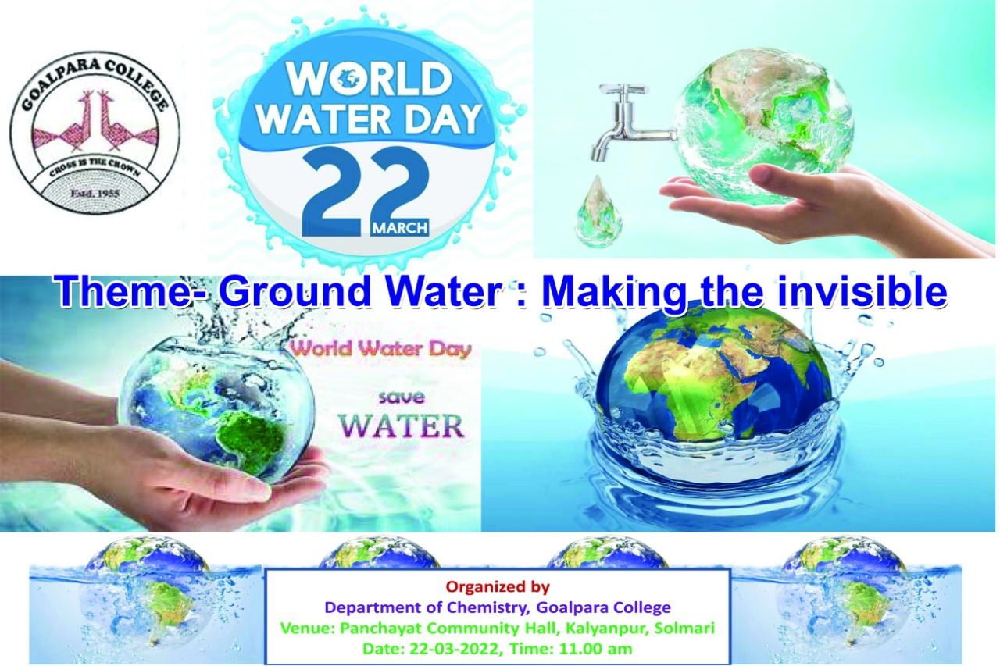 GOALPARA COLLEGE
CROSS IS THE CROWN
Estd. 1955
WORLD
WATER DAY
22
MARCH
Theme- Ground Water : Making the invisible
World Water Day
save
WATER
Organized by
Department of Chemistry, Goalpara College
Venue: Panchayat Community Hall, Kalyanpur, Solmari
Date: 22-03-2022, Time: 11.00 am